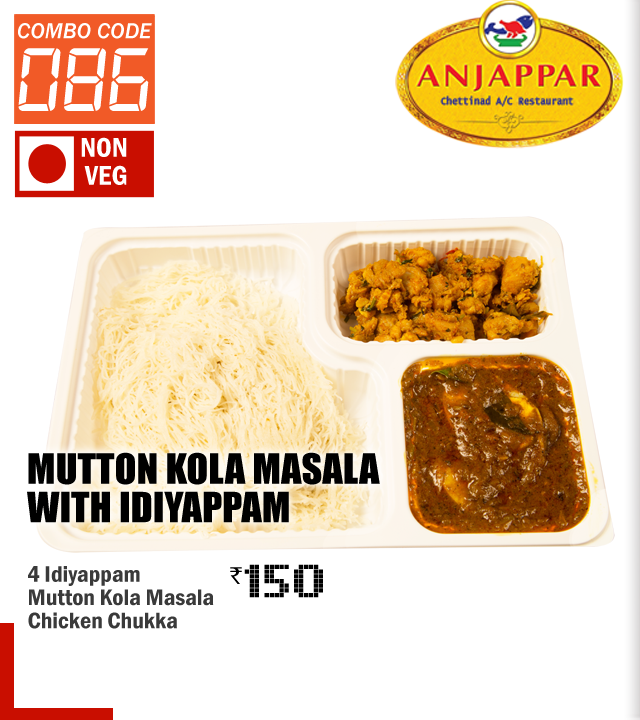 COMBO CODE
086
NON
VEG
ANJAPPAR
Chettinad A/C Restaurant
MUTTON KOLA MASALA
WITH IDIYAPPAM
4 Idiyappam
Mutton Kola Masala
Chicken Chukka
₹150